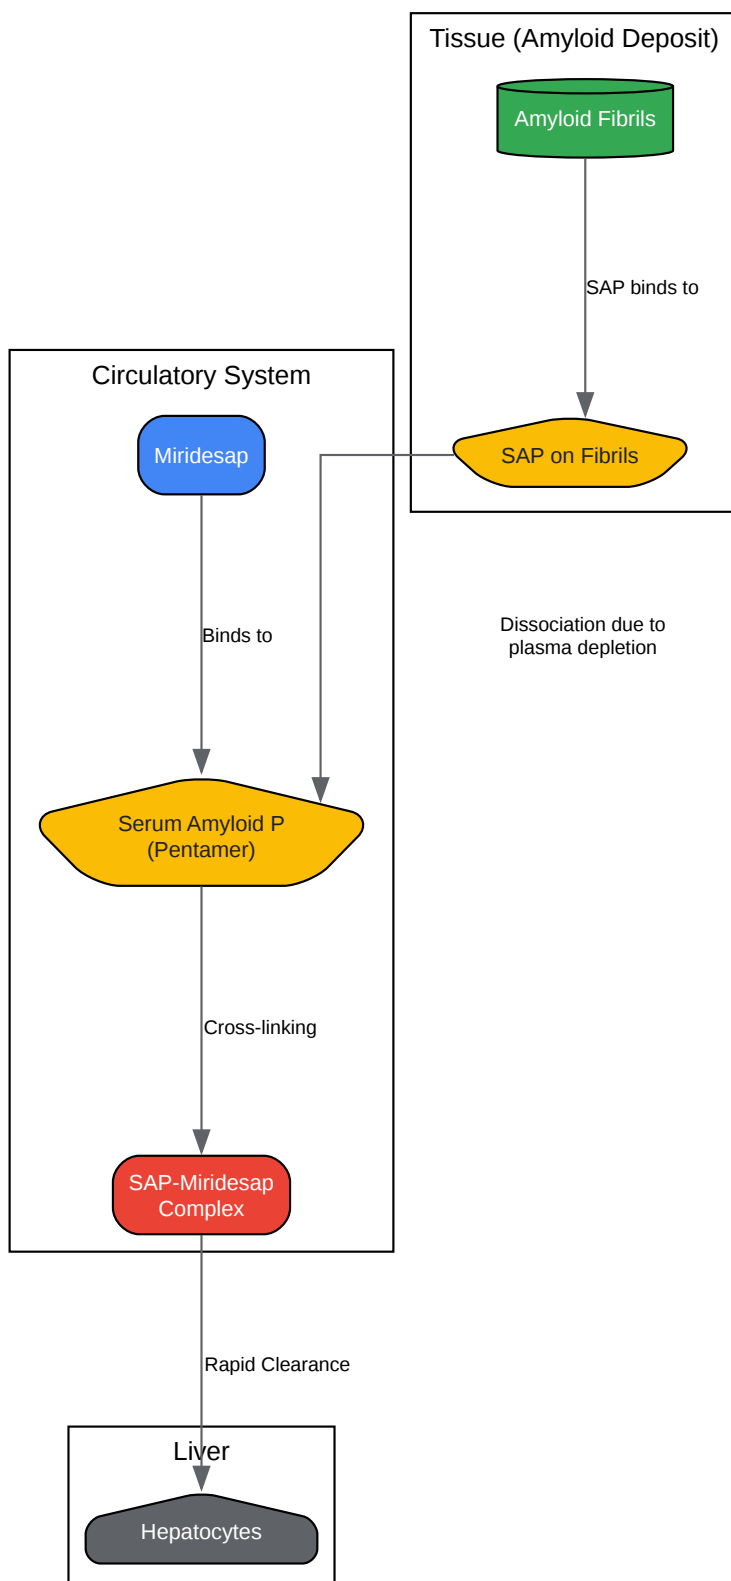 Tissue (Amyloid Deposit)
Amyloid Fibrils
SAP binds to
SAP on Fibrils
Circulatory System
Miridesap
Binds to
Dissociation due to
plasma depletion
Serum Amyloid P
(Pentamer)
Cross-linking
SAP-Miridesap
Complex
Rapid Clearance
Liver
Hepatocytes